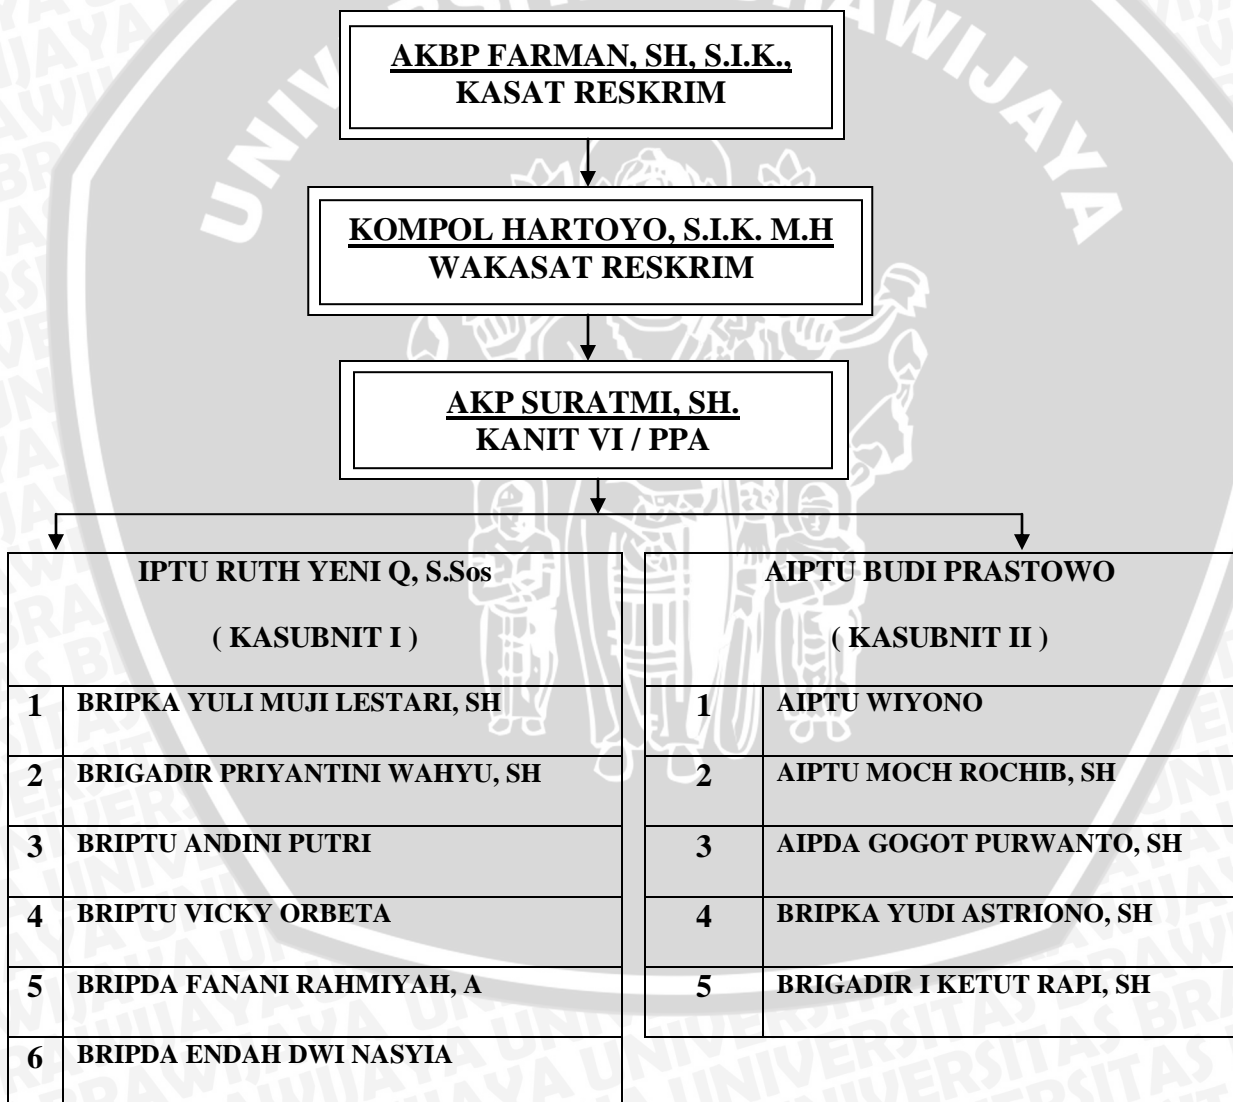 AKBP FARMAN, SH, S.I.K.,
KASAT RESKRIM
KOMPOL HARTOYO, S.I.K. M.H
WAKASAT RESKRIM
AKP SURATMI, SH.
KANIT VI / PPA
IPTU RUTH YENI Q, S.Sos
( KASUBNIT I )
1 BRIPKA YULI MUJI LESTARI, SH
2 BRIGADIR PRIYANTINI WAHYU, SH
3 BRIPTU ANDINI PUTRI
4 BRIPTU VICKY ORBETA
5 BRIPDA FANANI RAHMIYAH, A
6 BRIPDA ENDAH DWI NASYIA
AIPTU BUDI PRASTOWO
( KASUBNIT II )
1 AIPTU WIYONO
2 AIPTU MOCH ROCHIB, SH
3 AIPDA GOGOT PURWANTO, SH
4 BRIPKA YUDI ASTRIONO, SH
5 BRIGADIR I KETUT RAPI, SH